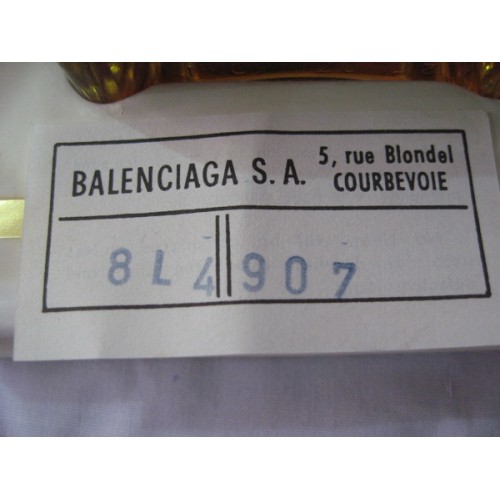 BALENCIAGA S. A. 5, rue Blondel
COURBEVOIE
8L4 907